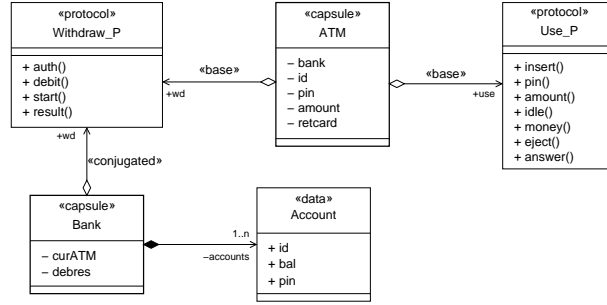 «protocol»
Withdraw_P
+ auth()
+ debit()
+ start()
+ result()
«capsule»
ATM
– bank
– id
– pin
– amount
– retcard
«protocol»
Use_P
+ insert()
+ pin()
+ amount()
+ idle()
+ money()
+ eject()
+ answer()
«base»
+wd
«base»
+use
+wd
«conjugated»
«capsule»
Bank
– curATM
– debres
1..n
–accounts
«data»
Account
+ id
+ bal
+ pin